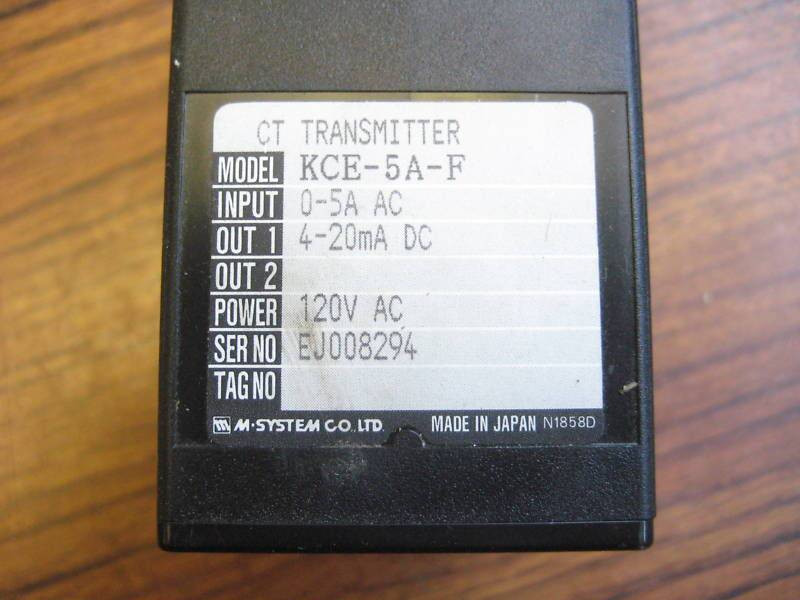 CT TRANSMITTER
MODEL KCE-5A-F
INPUT 0-5A AC
OUT 1 4-20mA DC
OUT 2
POWER 120V AC
SER NO EJ008294
TAG NO
M-SYSTEM CO., LTD. MADE IN JAPAN N1858D